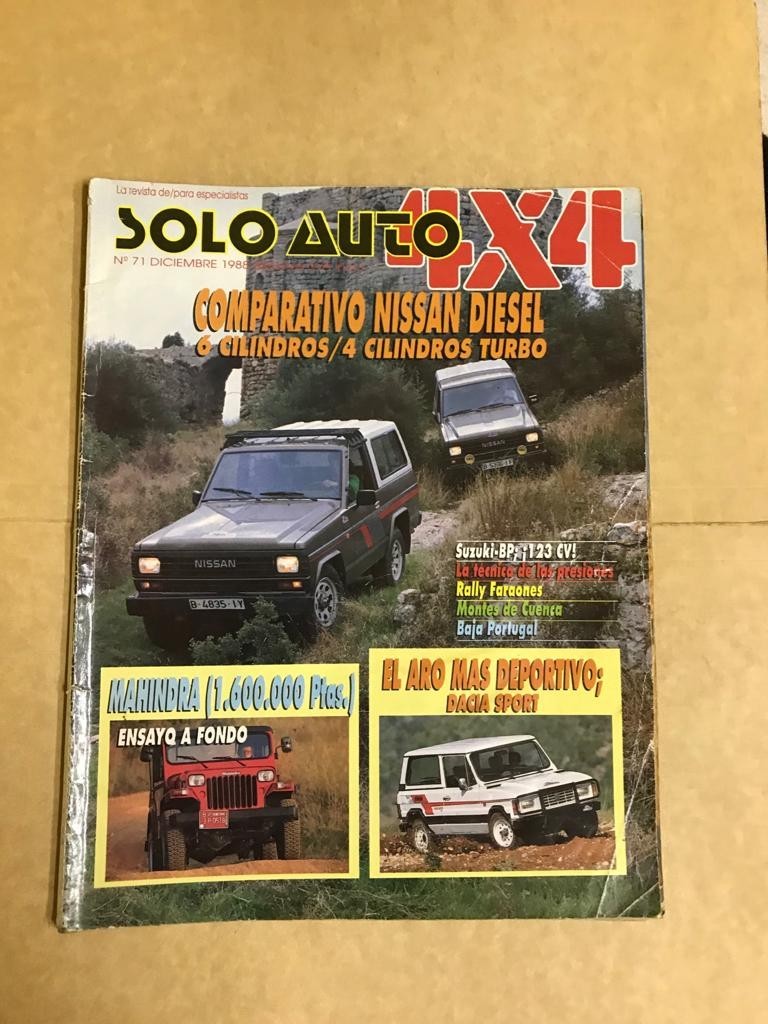 La revista de/para especialistas
SOLO AUTO 4X4
Nº 71 DICIEMBRE 1988
COMPARATIVO NISSAN DIESEL
6 CILINDROS/4 CILINDROS TURBO
NISSAN
NISSAN
B-4835-IY
Suzuki-BP: ¡123 CV!
La tecnica de las presiones
Rally Faraones
Montes de Cuenca
Baja Portugal
MAHINDRA (1.600.000 Ptas.)
ENSAYO A FONDO
EL ARO MAS DEPORTIVO;
DACIA SPORT